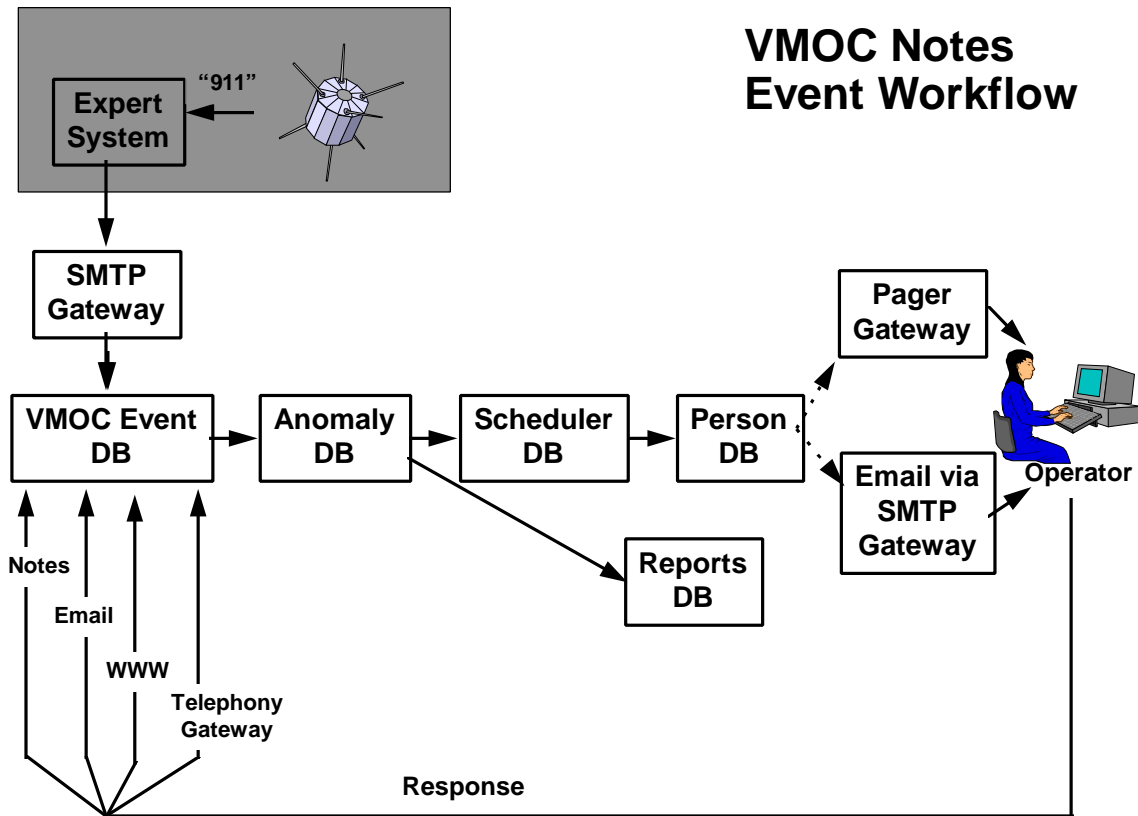 VMOC Notes
Event Workflow
“911”
Expert
System
SMTP
Gateway
Pager
Gateway
VMOC Event
DB
Anomaly
DB
Scheduler
DB
Person
DB
Email via
SMTP
Gateway
Operator
Reports
DB
Notes
Email
WWW
Telephony
Gateway
Response